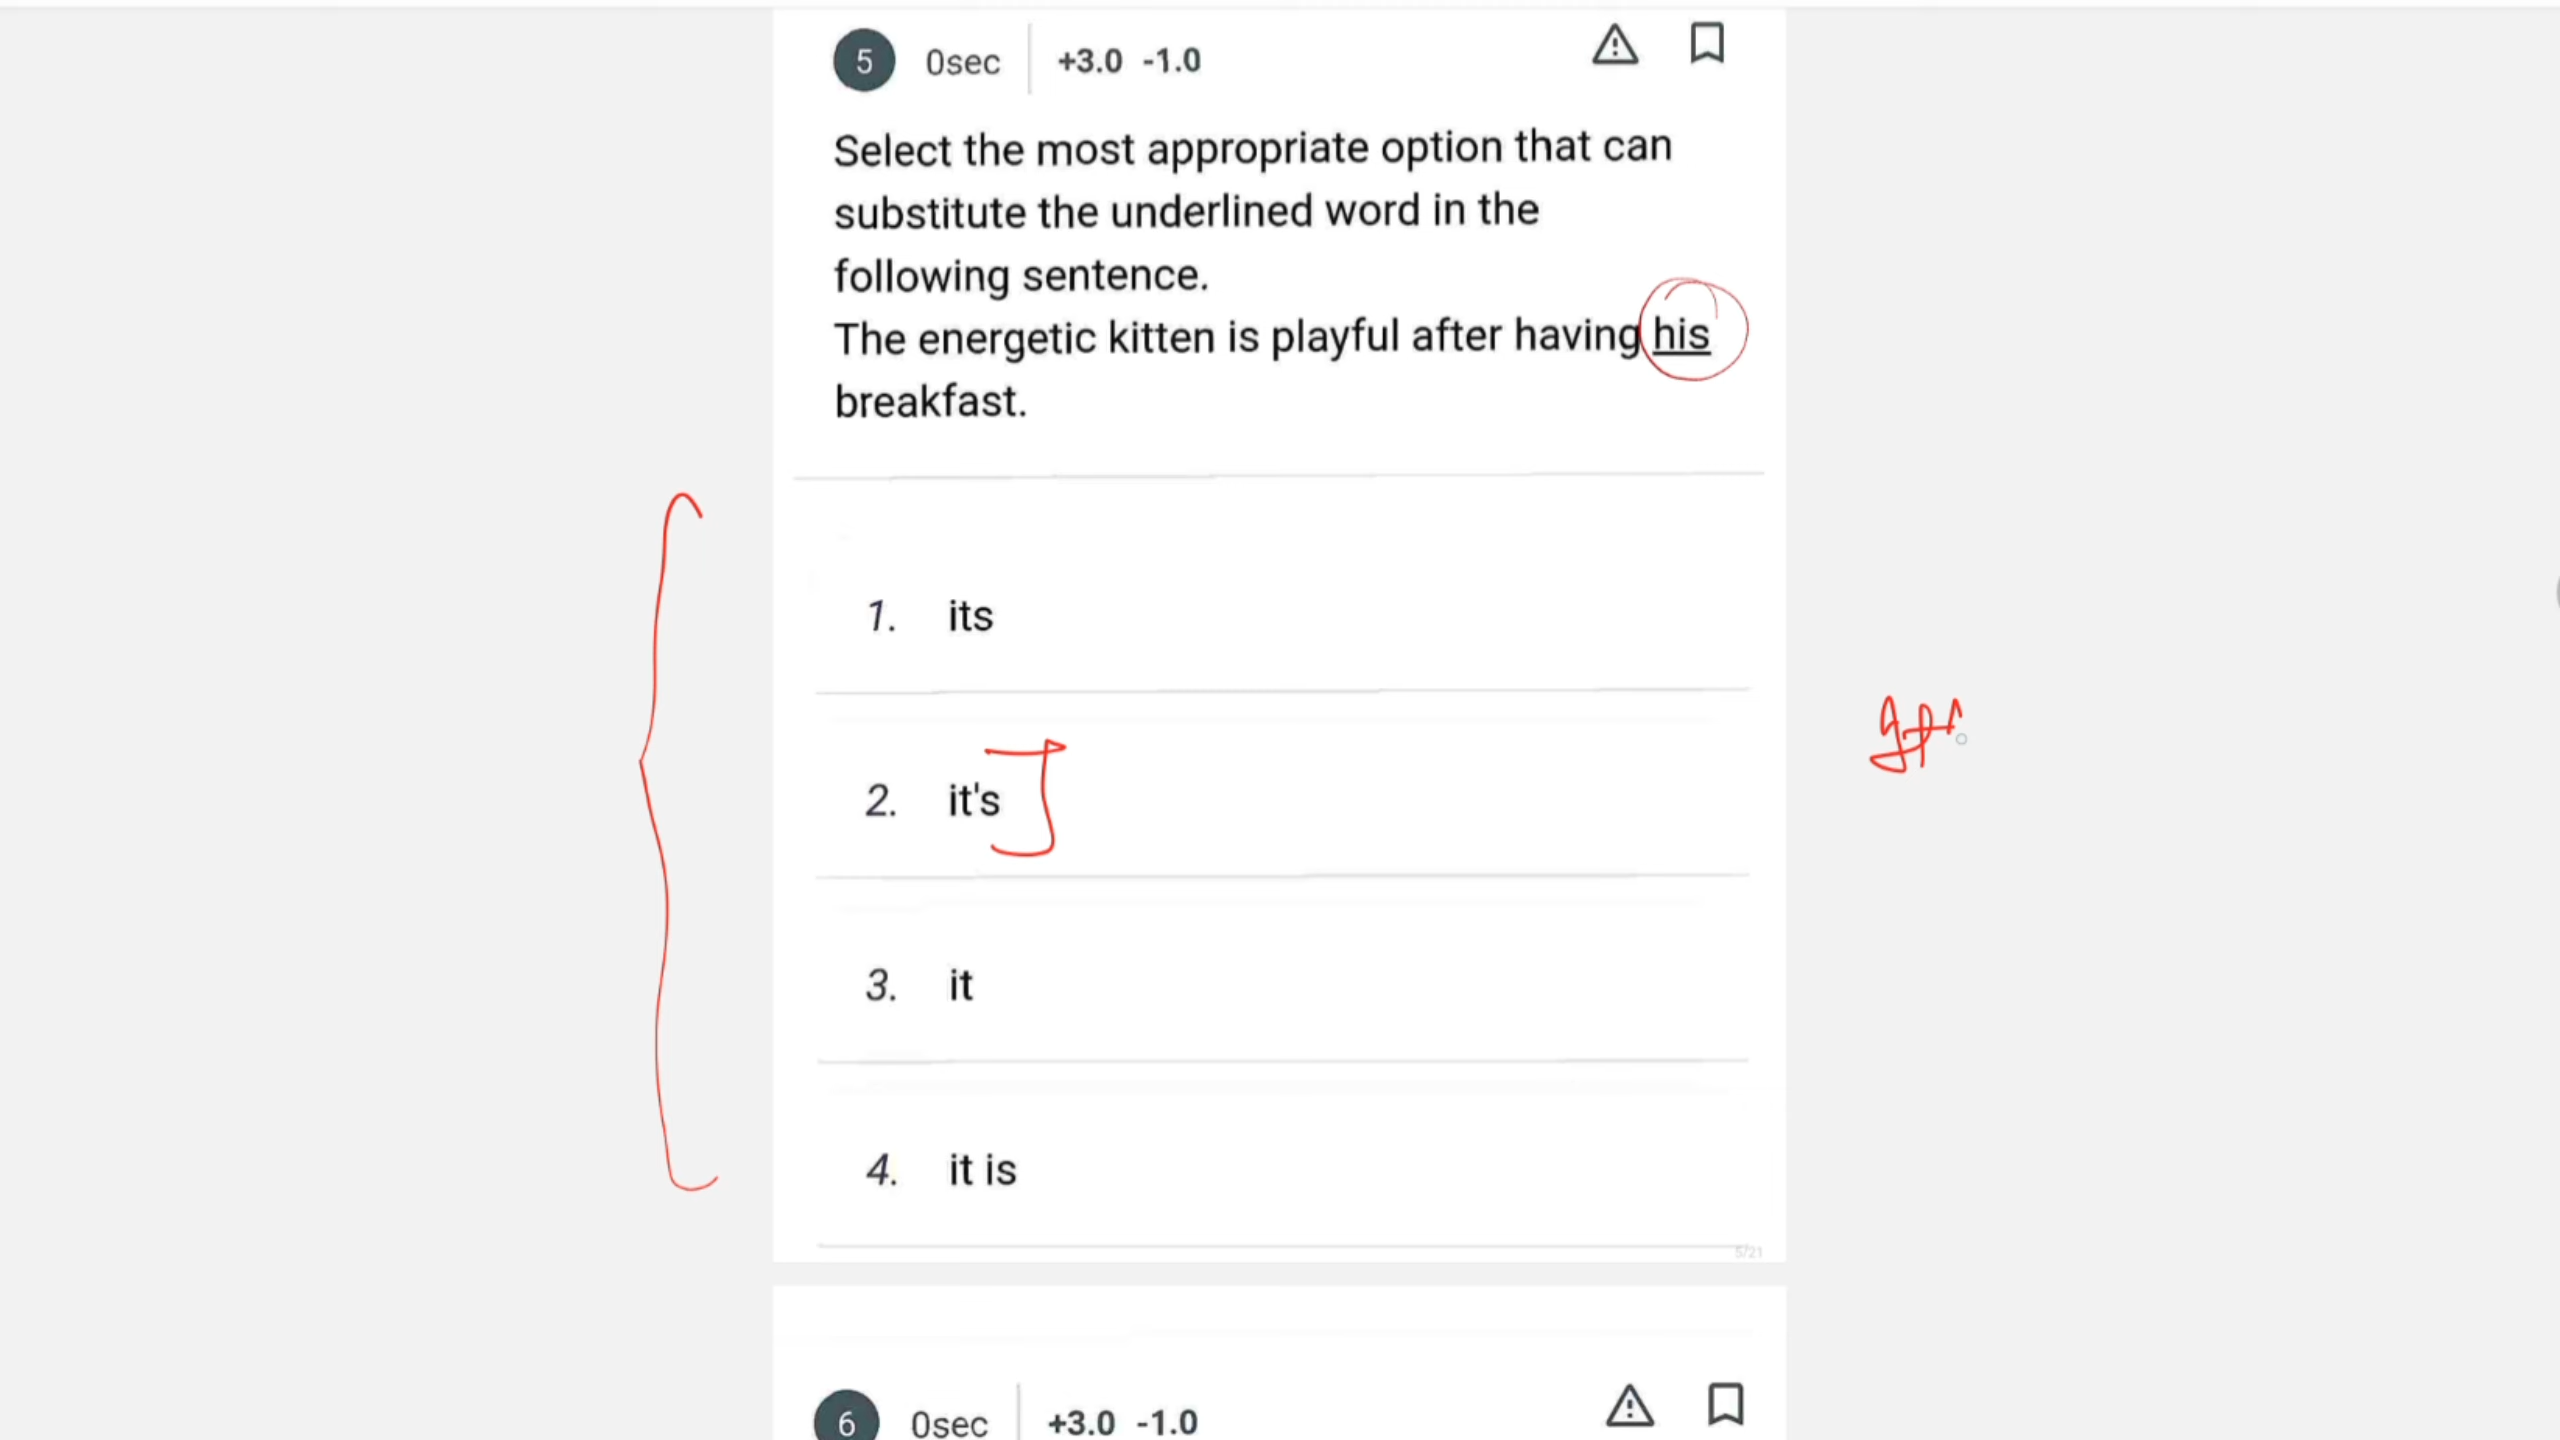 5 0sec +3.0 -1.0
Select the most appropriate option that can
substitute the underlined word in the
following sentence.
The energetic kitten is playful after having his
breakfast.
1. its
2. it's
3. it
4. it is
5/21
6 0sec +3.0 -1.0